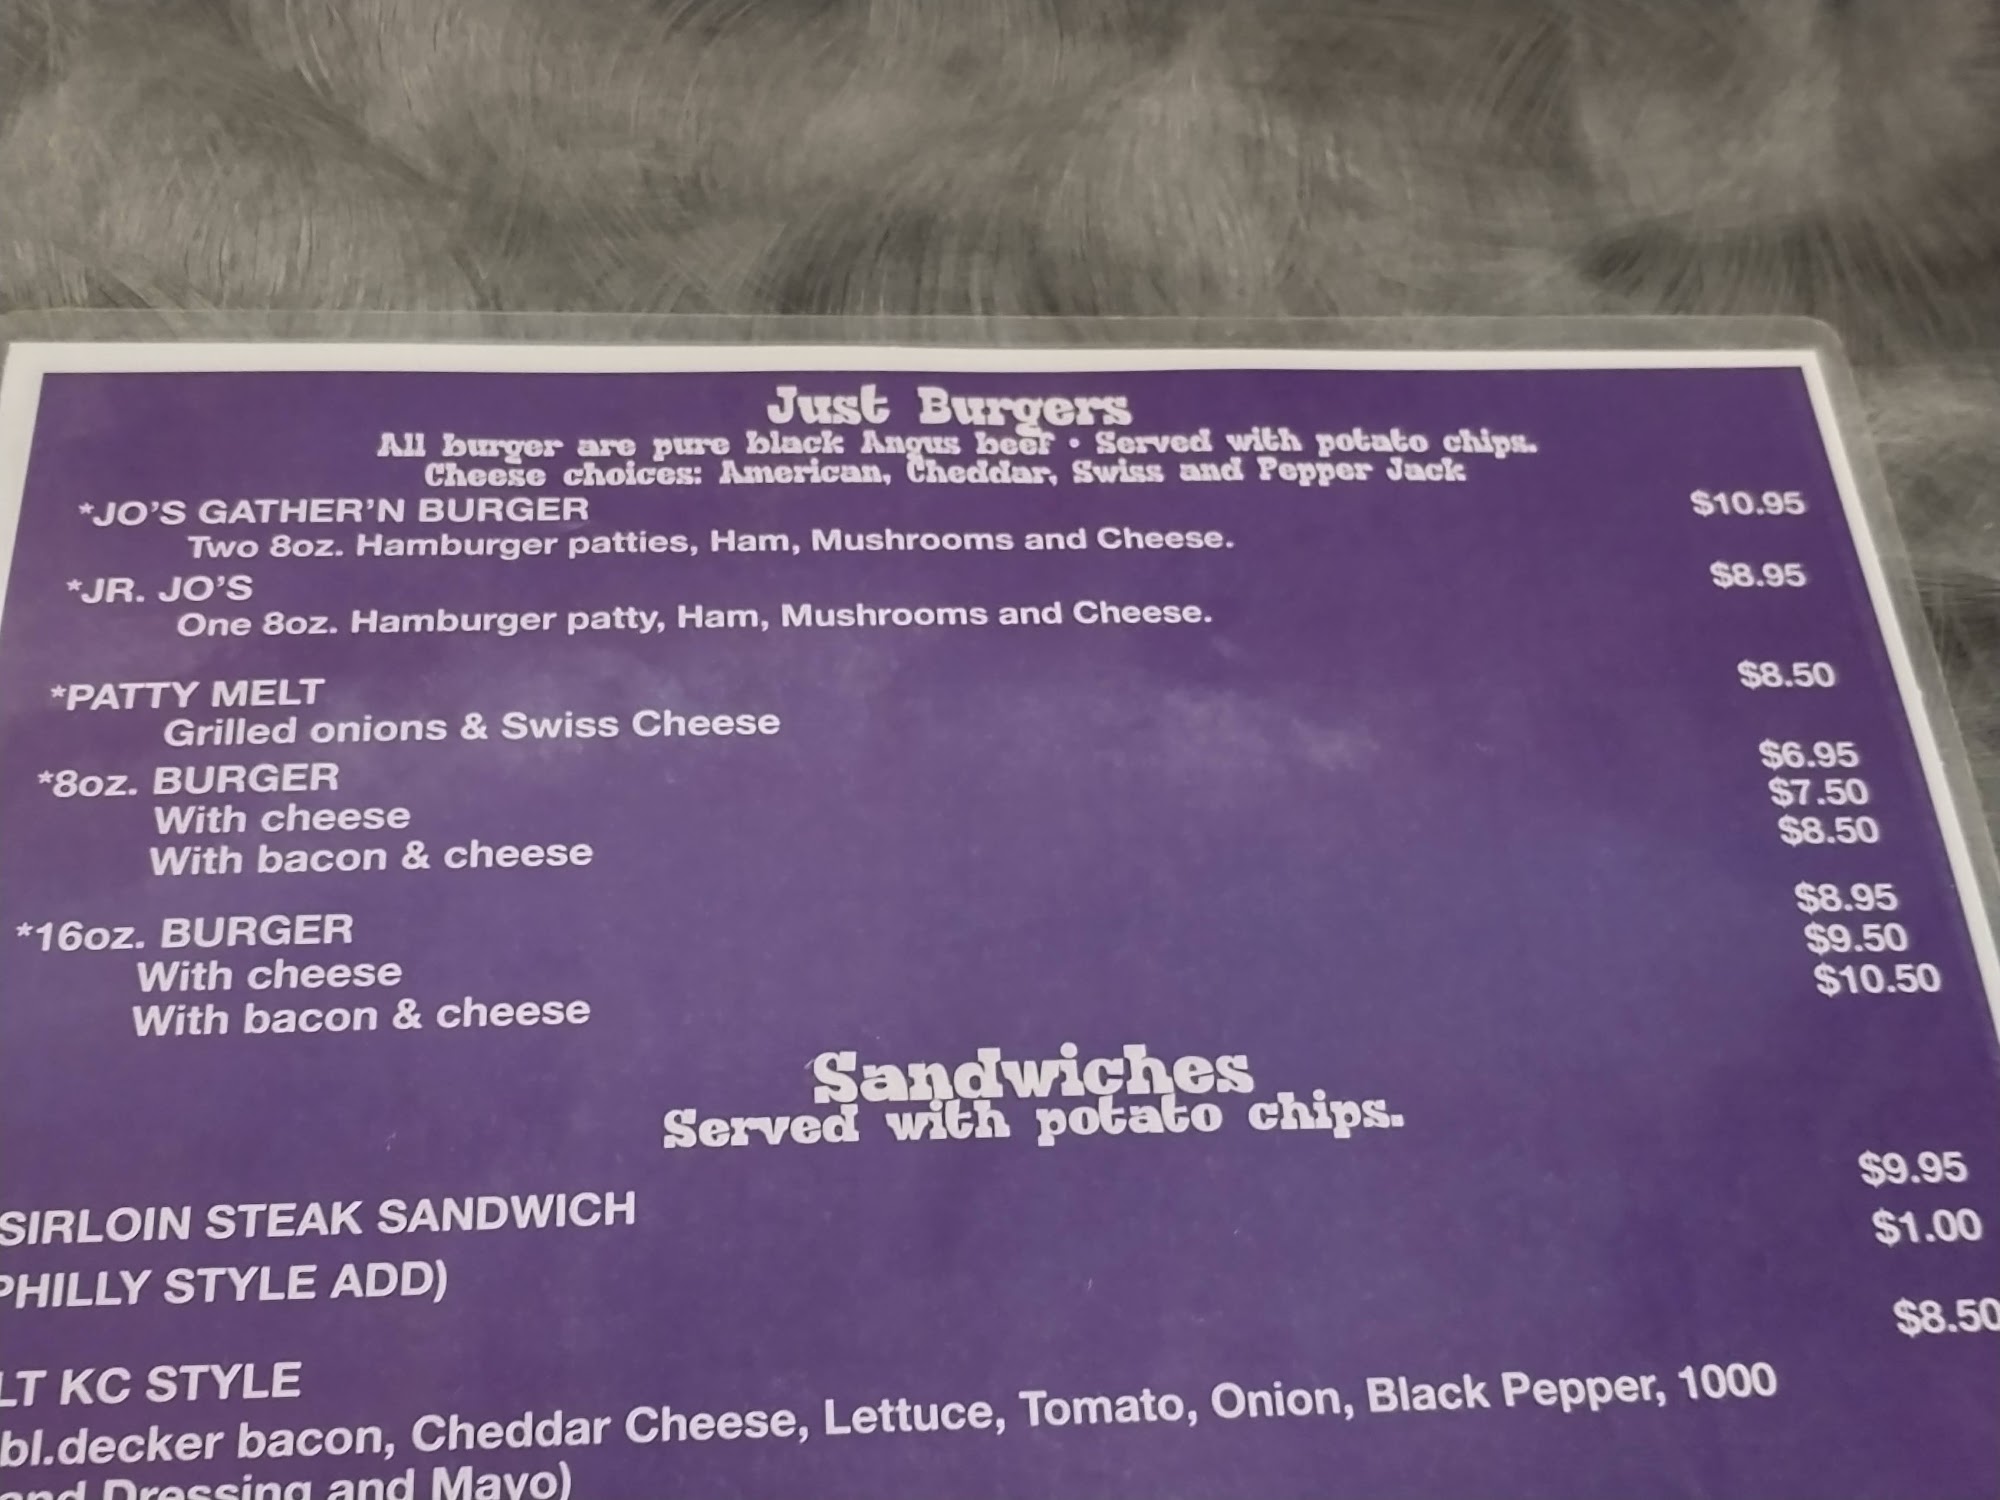 Just Burgers
All burger are pure black Angus beef • Served with potato chips.
Cheese choices: American, Cheddar, Swiss and Pepper Jack
*JO'S GATHER'N BURGER $10.95
Two 8oz. Hamburger patties, Ham, Mushrooms and Cheese.
*JR. JO'S $8.95
One 8oz. Hamburger patty, Ham, Mushrooms and Cheese.
*PATTY MELT $8.50
Grilled onions & Swiss Cheese
*8oz. BURGER $6.95
With cheese $7.50
With bacon & cheese $8.50
*16oz. BURGER $8.95
With cheese $9.50
With bacon & cheese $10.50
Sandwiches
Served with potato chips.
SIRLOIN STEAK SANDWICH $9.95
PHILLY STYLE ADD) $1.00
LT KC STYLE $8.50
bl.decker bacon, Cheddar Cheese, Lettuce, Tomato, Onion, Black Pepper, 1000
and Dressing and Mayo)